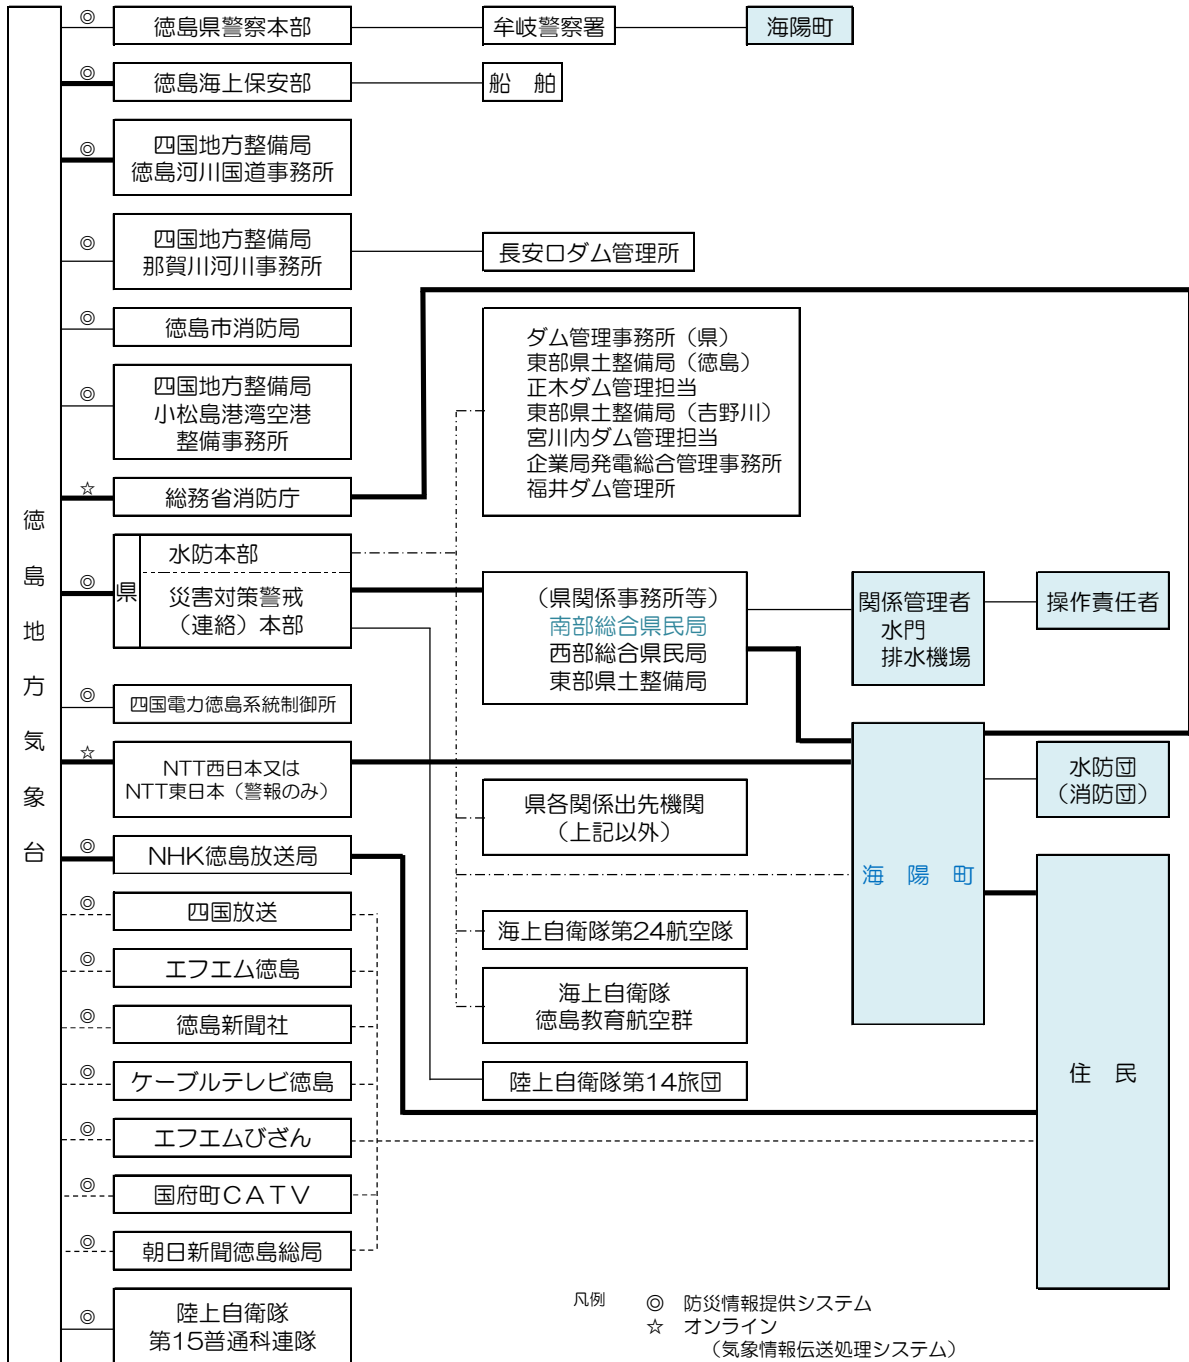 徳島地方気象台
◎
徳島県警察本部
牟岐警察署
海陽町
◎
徳島海上保安部
船　舶
◎
四国地方整備局
徳島河川国道事務所
◎
四国地方整備局
那賀川河川事務所
長安口ダム管理所
◎
徳島市消防局
◎
四国地方整備局
小松島港湾空港
整備事務所
ダム管理事務所（県）
東部県土整備局（徳島）
正木ダム管理担当
東部県土整備局（吉野川）
宮川内ダム管理担当
企業局発電総合管理事務所
福井ダム管理所
☆
総務省消防庁
◎
県
水防本部
災害対策警戒
（連絡）本部
（県関係事務所等）
南部総合県民局
西部総合県民局
東部県土整備局
関係管理者
水門
排水機場
操作責任者
◎
四国電力徳島系統制御所
☆
NTT西日本又は
NTT東日本（警報のみ）
県各関係出先機関
（上記以外）
海　陽　町
水防団
（消防団）
◎
NHK徳島放送局
◎
四国放送
海上自衛隊第24航空隊
◎
エフエム徳島
海上自衛隊
徳島教育航空群
◎
徳島新聞社
◎
ケーブルテレビ徳島
陸上自衛隊第14旅団
住　民
◎
エフエムびざん
◎
国府町CATV
◎
朝日新聞徳島総局
◎
陸上自衛隊
第15普通科連隊
凡例　◎　防災情報提供システム
☆　オンライン
（気象情報伝送処理システム）